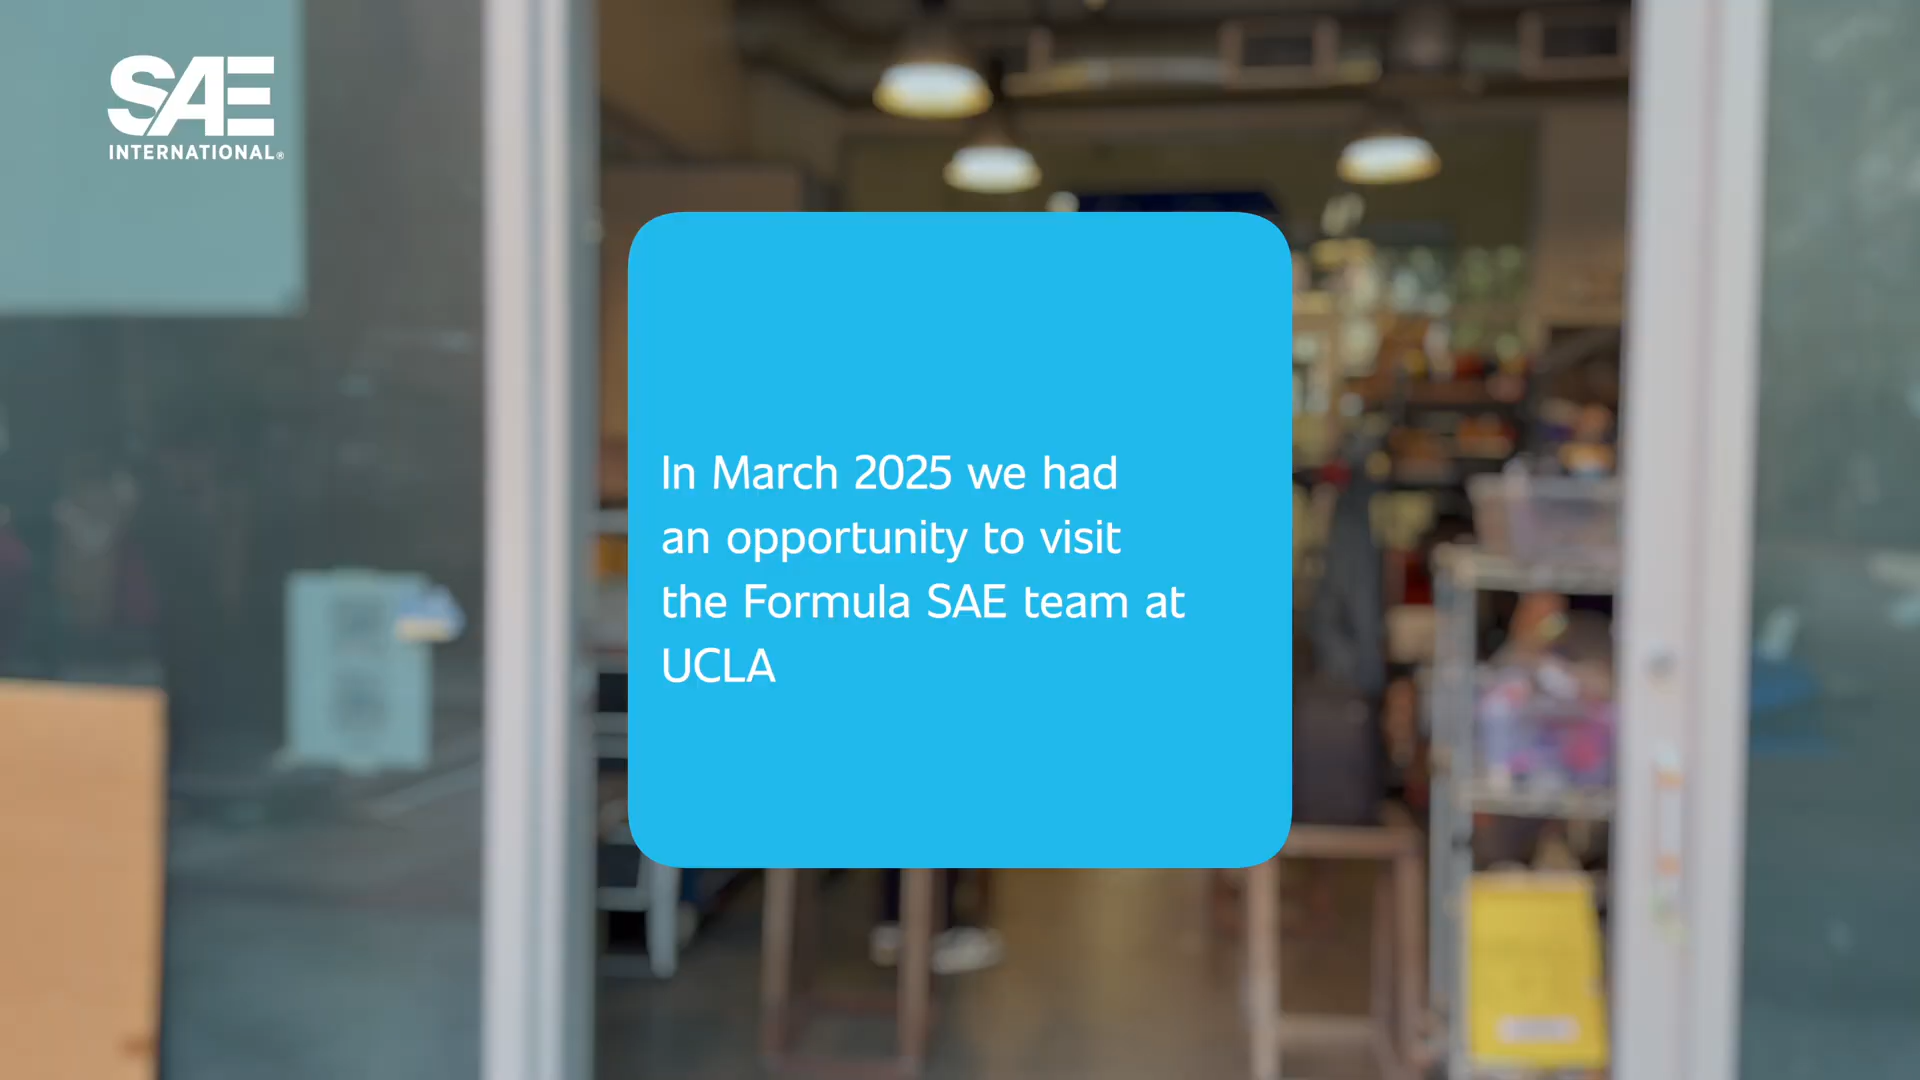 SAE
INTERNATIONAL®
In March 2025 we had
an opportunity to visit
the Formula SAE team at
UCLA